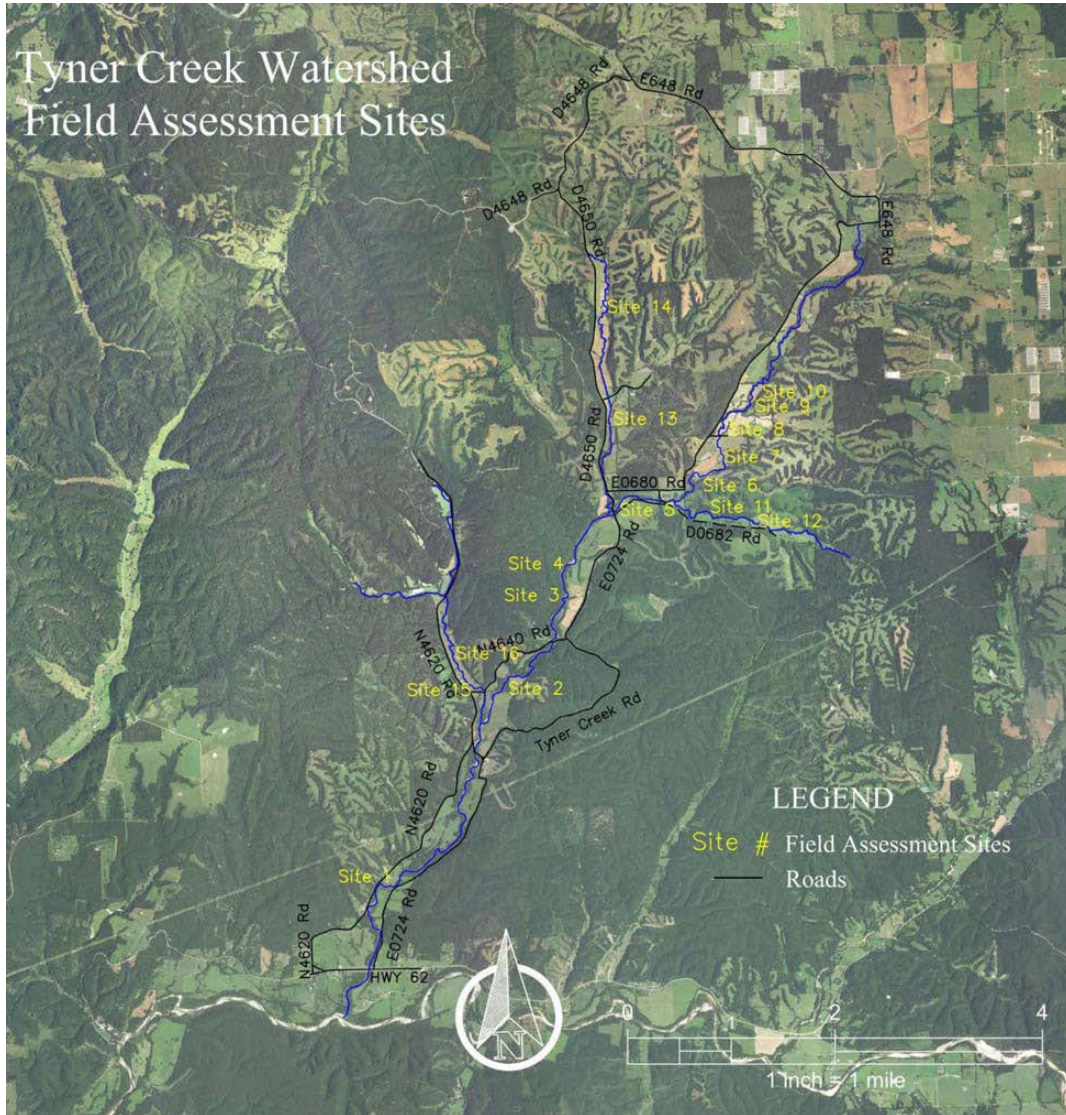 Tyner Creek Watershed
Field Assessment Sites
D4648 Rd
E648 Rd
D4648 Rd
D4650 Rd
E648 Rd
Site 14
Site 10
Site 9
Site 13
Site 8
D4650 Rd
Site 7
E0680 Rd
Site 6
Site 11
Site 5
Site 12
D0682 Rd
E0724 Rd
Site 4
Site 3
N4640 Rd
N4620 Rd
Site 16
Site 15
Site 2
Tyner Creek Rd
N4620 Rd
LEGEND
Site # Field Assessment Sites
Roads
Site 1
E0724 Rd
N4620 Rd
HWY 62
N
0 1 2 4
1 inch = 1 mile